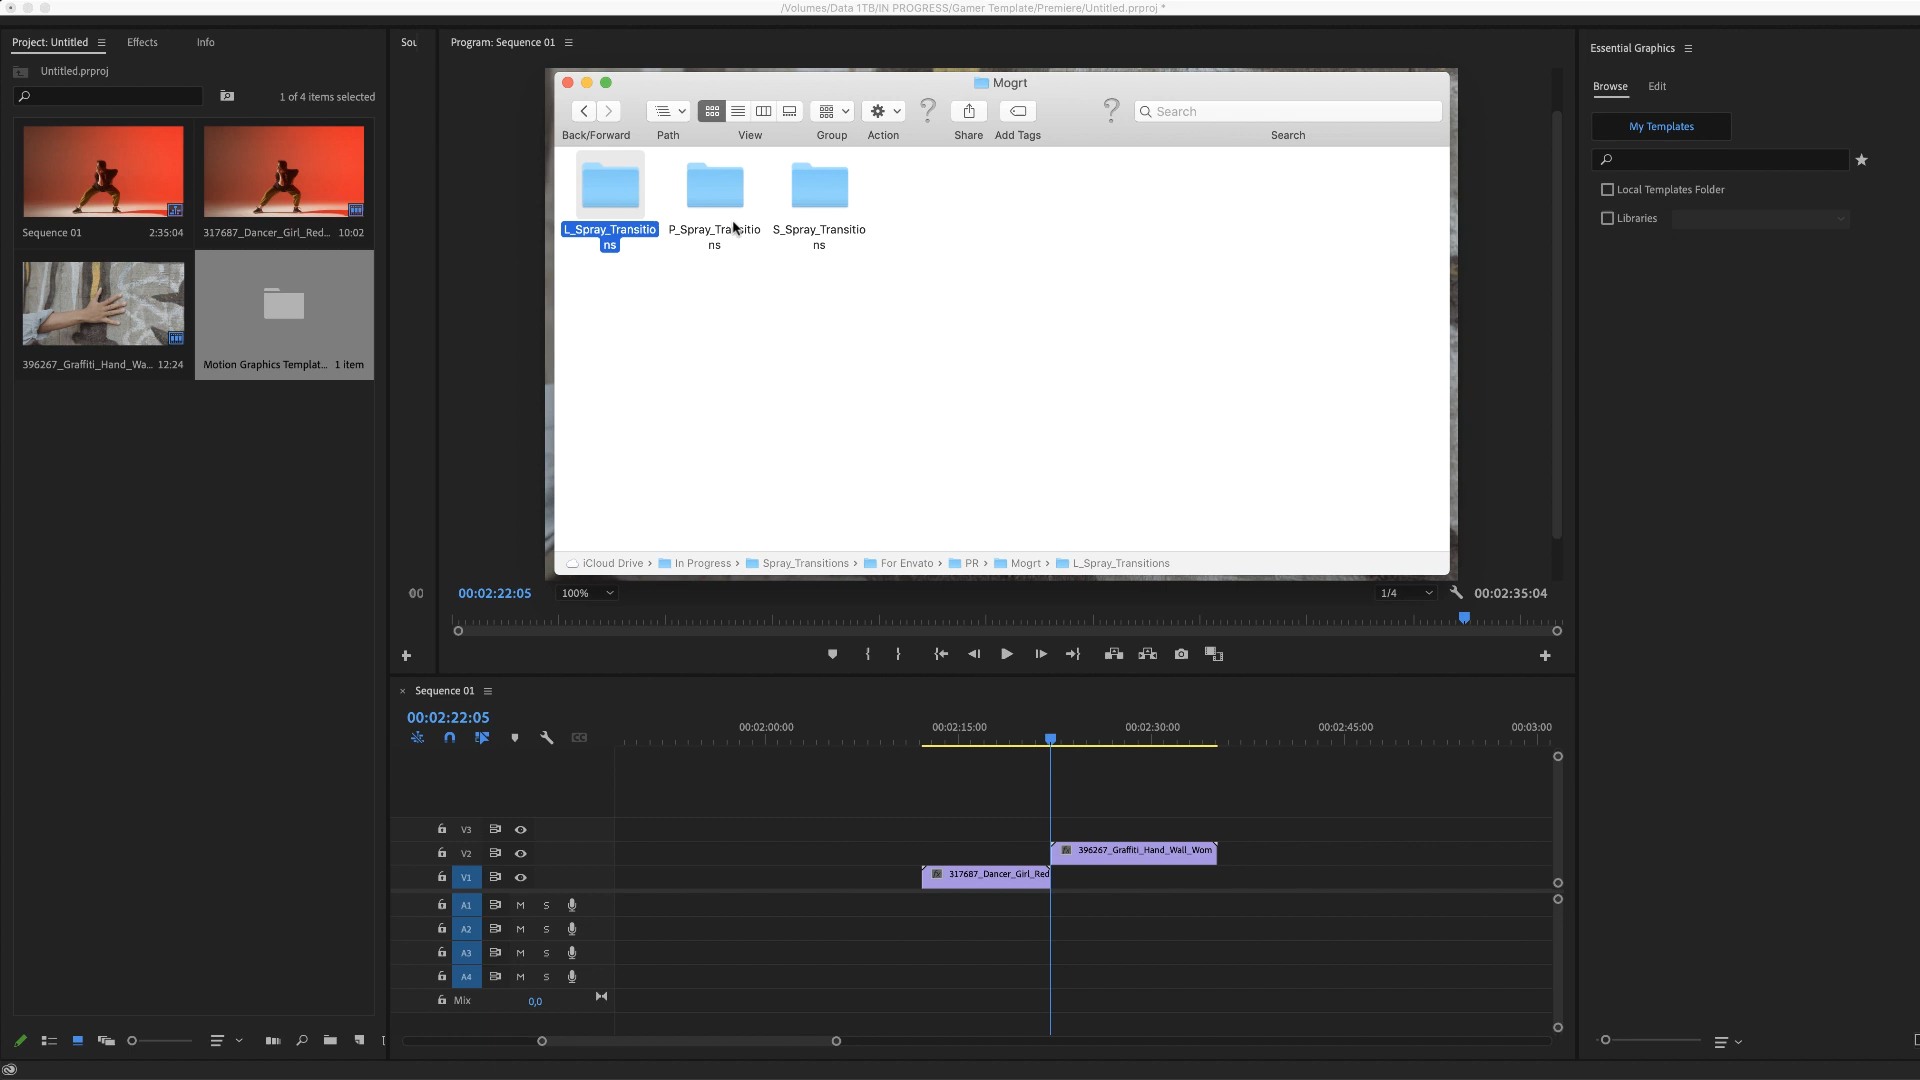 /Volumes/Data 1TB/IN PROGRESS/Gamer Template/Premiere/Untitled.prproj *
Project: Untitled
Effects
Info
Untitled.prproj
1 of 4 items selected
Sequence 01
2:35:04
317687_Dancer_Girl_Red...
10:02
396267_Graffiti_Hand_Wa...
12:24
Motion Graphics Templat...
1 item
Sou
Program: Sequence 01
Mogrt
Back/Forward
Path
View
Group
Action
Share
Add Tags
Search
Search
L_Spray_Transitio
ns
P_Spray_Transitio
ns
S_Spray_Transitio
ns
iCloud Drive › In Progress › Spray_Transitions › For Envato › PR › Mogrt › L_Spray_Transitions
00
00:02:22:05
100%
1/4
00:02:35:04
Essential Graphics
Browse
Edit
My Templates
Local Templates Folder
Libraries
× Sequence 01
00:02:22:05
00:02:00:00
00:02:15:00
00:02:30:00
00:02:45:00
00:03:00
CC
V3
V2
396267_Graffiti_Hand_Wall_Wom
V1
317687_Dancer_Girl_Red
A1 M S
A2 M S
A3 M S
A4 M S
Mix 0,0